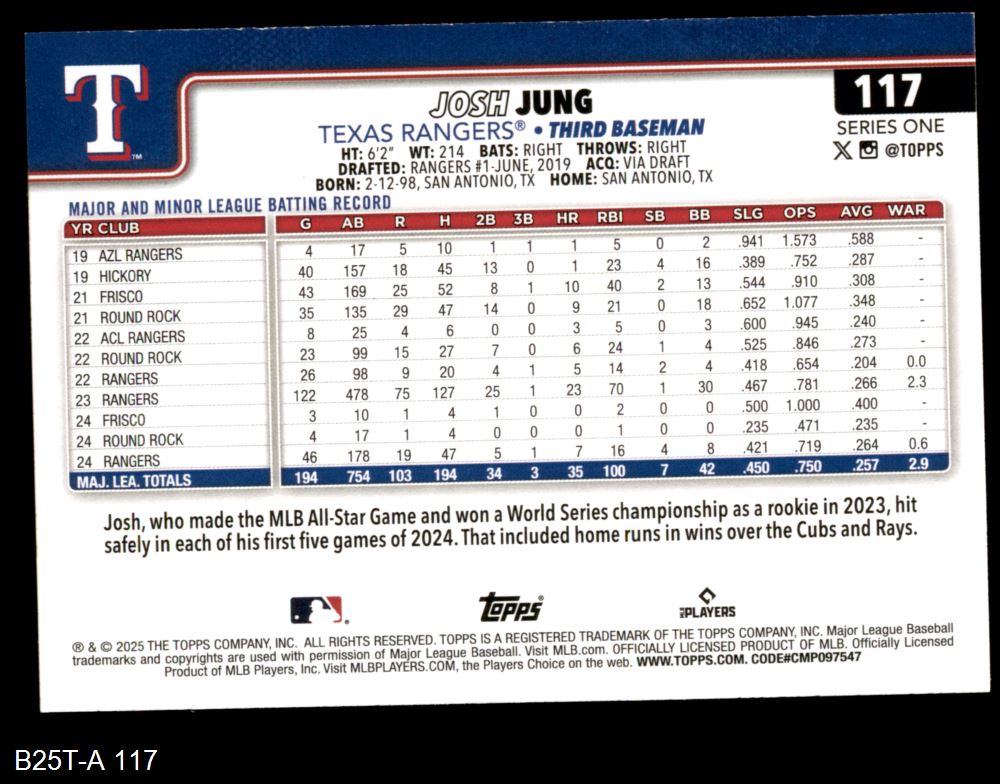 T
TM
117
SERIES ONE
@TOPPS
JOSH JUNG
TEXAS RANGERS® • THIRD BASEMAN
HT: 6'2" WT: 214 BATS: RIGHT THROWS: RIGHT
DRAFTED: RANGERS #1-JUNE, 2019 ACQ: VIA DRAFT
BORN: 2-12-98, SAN ANTONIO, TX HOME: SAN ANTONIO, TX
MAJOR AND MINOR LEAGUE BATTING RECORD
YR CLUB G AB R H 2B 3B HR RBI SB BB SLG OPS AVG WAR
19 AZL RANGERS 4 17 5 10 1 1 1 5 0 2 .941 1.573 .588 -
19 HICKORY 40 157 18 45 13 0 1 23 4 16 .389 .752 .287 -
21 FRISCO 43 169 25 52 8 1 10 40 2 13 .544 .910 .308 -
21 ROUND ROCK 35 135 29 47 14 0 9 21 0 18 .652 1.077 .348 -
22 ACL RANGERS 8 25 4 6 0 0 3 5 0 3 .600 .945 .240 -
22 ROUND ROCK 23 99 15 27 7 0 6 24 1 4 .525 .846 .273 -
22 RANGERS 26 98 9 20 4 1 5 14 2 4 .418 .654 .204 0.0
23 RANGERS 122 478 75 127 25 1 23 70 1 30 .467 .781 .266 2.3
24 FRISCO 3 10 1 4 1 0 0 2 0 0 .500 1.000 .400 -
24 ROUND ROCK 4 17 1 4 0 0 0 1 0 0 .235 .471 .235 -
24 RANGERS 46 178 19 47 5 1 7 16 4 8 .421 .719 .264 0.6
MAJ. LEA. TOTALS 194 754 103 194 34 3 35 100 7 42 .450 .750 .257 2.9
Josh, who made the MLB All-Star Game and won a World Series championship as a rookie in 2023, hit
safely in each of his first five games of 2024. That included home runs in wins over the Cubs and Rays.
Topps
MLB PLAYERS
® & © 2025 THE TOPPS COMPANY, INC. ALL RIGHTS RESERVED. TOPPS IS A REGISTERED TRADEMARK OF THE TOPPS COMPANY, INC. Major League Baseball
trademarks and copyrights are used with permission of Major League Baseball. Visit MLB.com. OFFICIALLY LICENSED PRODUCT OF MLB. Officially Licensed
Product of MLB Players, Inc. Visit MLBPLAYERS.COM, the Players Choice on the web. WWW.TOPPS.COM. CODE#CMP097547
B25T-A 117